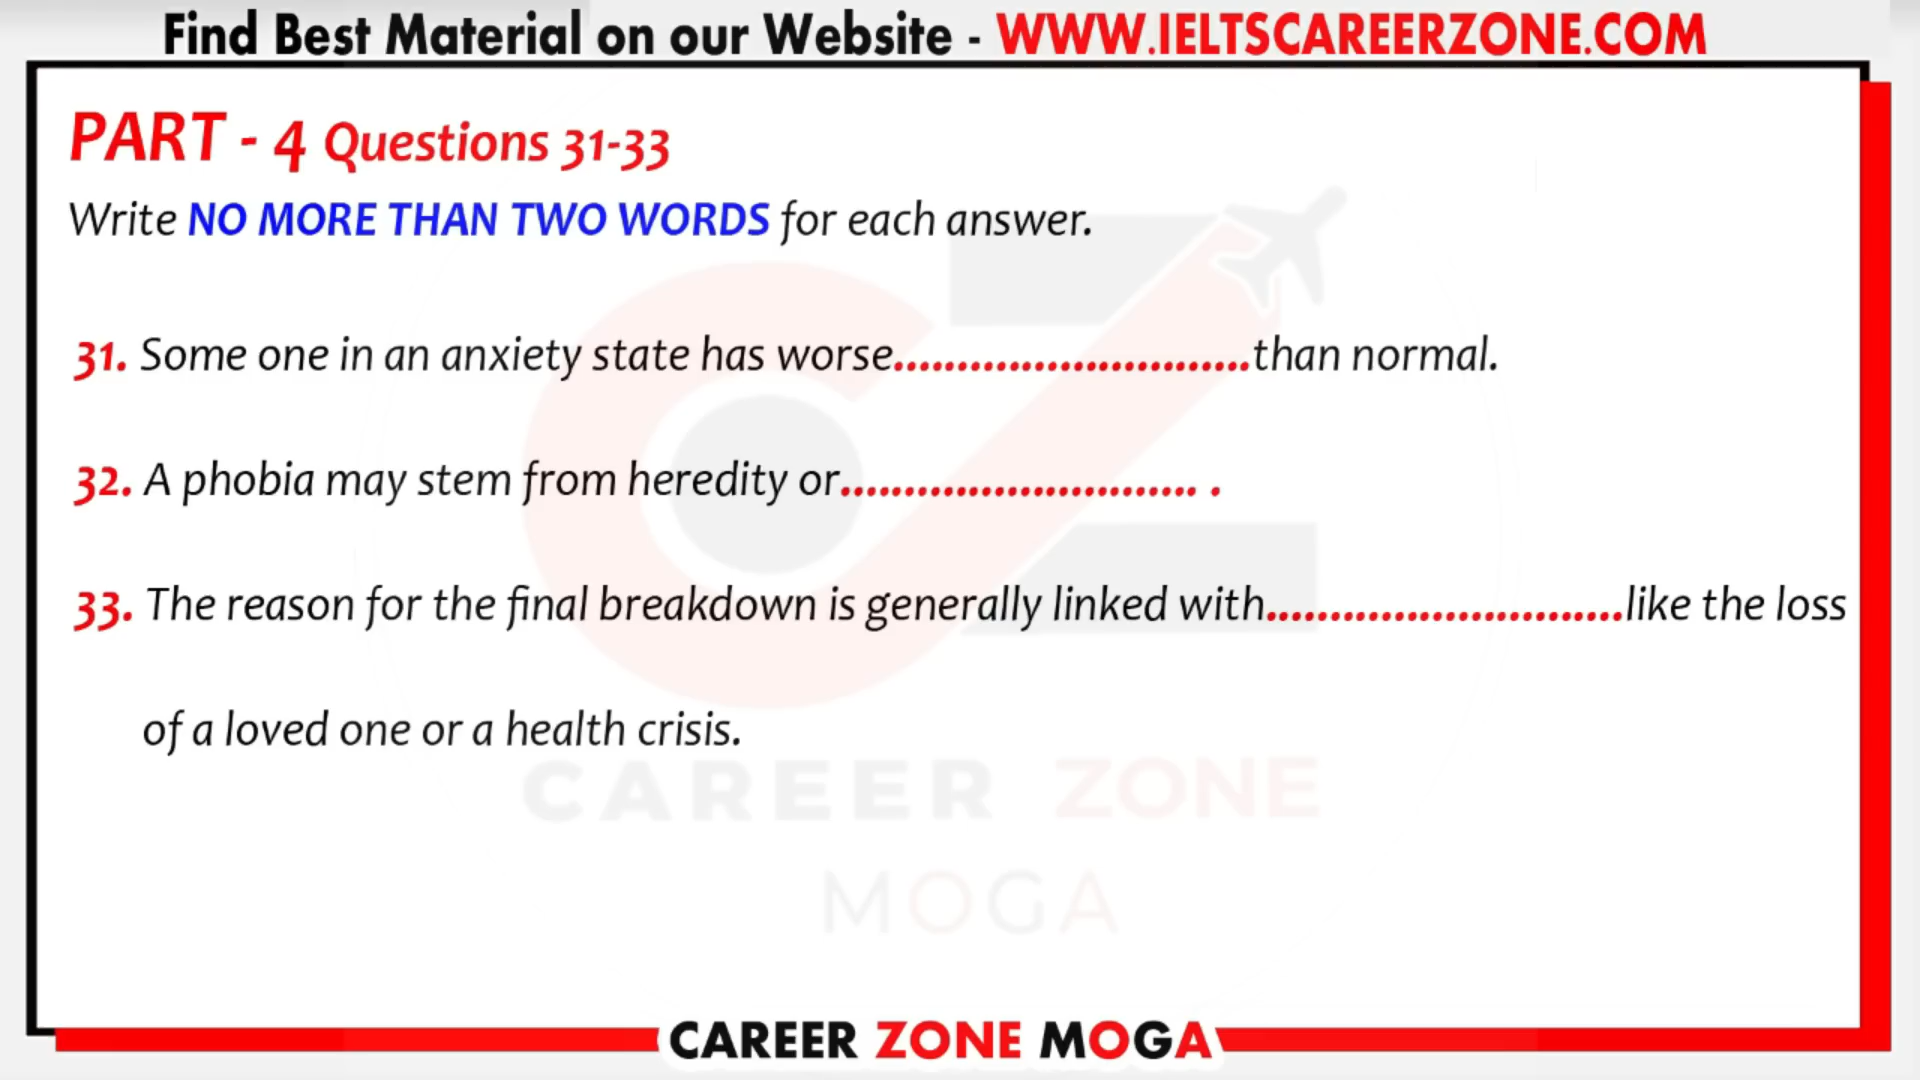 Find Best Material on our Website - WWW.IELTSCAREERZONE.COM
PART - 4 Questions 31-33
Write NO MORE THAN TWO WORDS for each answer.
31. Some one in an anxiety state has worse............................than normal.
32. A phobia may stem from heredity or............................ .
33. The reason for the final breakdown is generally linked with............................like the loss
of a loved one or a health crisis.
CAREER ZONE
MOGA
CAREER ZONE MOGA